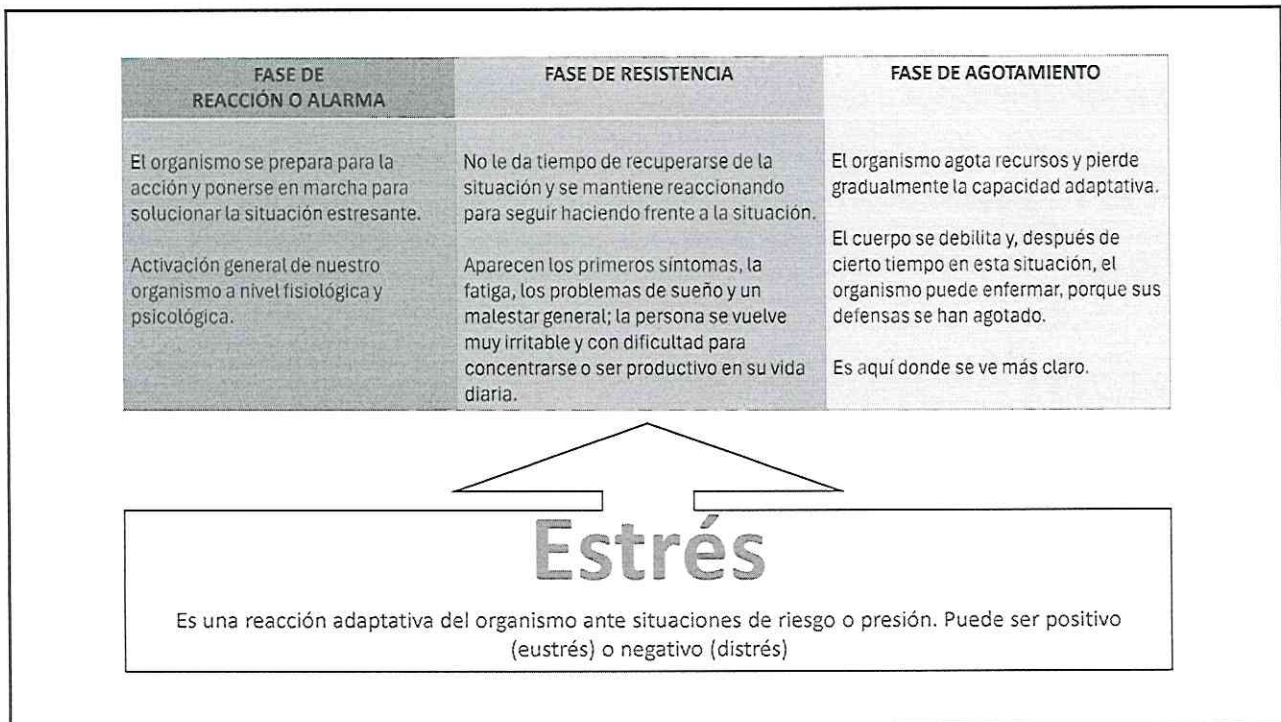 FASE DE
REACCIÓN O ALARMA
El organismo se prepara para la
acción y ponerse en marcha para
solucionar la situación estresante.
Activación general de nuestro
organismo a nivel fisiológica y
psicológica.
FASE DE RESISTENCIA
No le da tiempo de recuperarse de la
situación y se mantiene reaccionando
para seguir haciendo frente a la situación.
Aparecen los primeros síntomas, la
fatiga, los problemas de sueño y un
malestar general; la persona se vuelve
muy irritable y con dificultad para
concentrarse o ser productivo en su vida
diaria.
FASE DE AGOTAMIENTO
El organismo agota recursos y pierde
gradualmente la capacidad adaptativa.
El cuerpo se debilita y, después de
cierto tiempo en esta situación, el
organismo puede enfermar, porque sus
defensas se han agotado.
Es aquí donde se ve más claro.
Estrés
Es una reacción adaptativa del organismo ante situaciones de riesgo o presión. Puede ser positivo
(eustrés) o negativo (distrés)